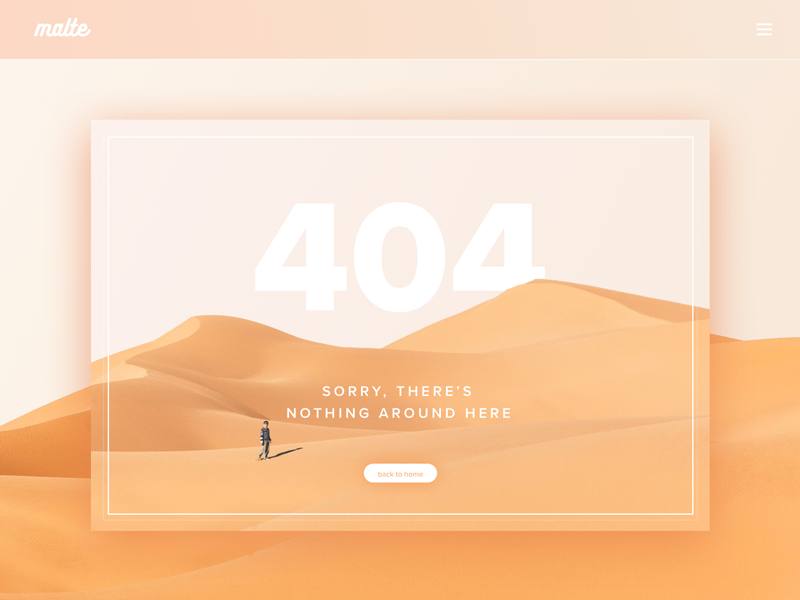 malte
404
SORRY, THERE'S
NOTHING AROUND HERE
back to home